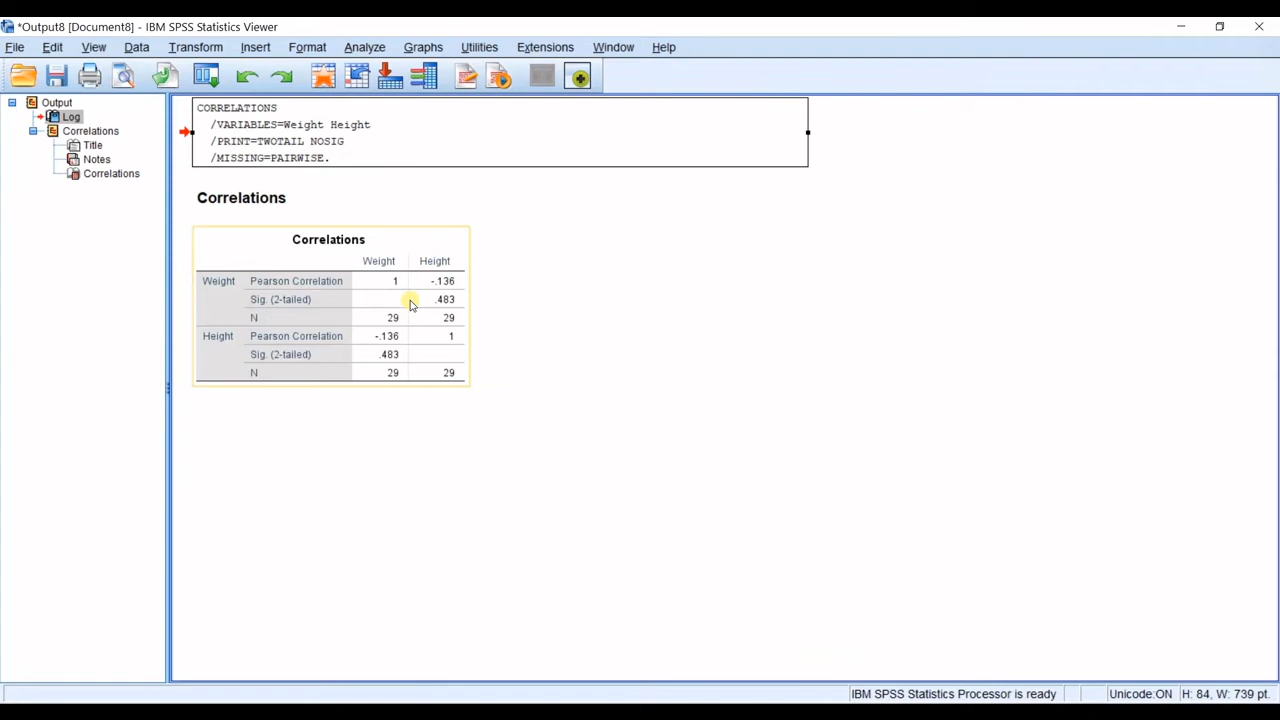 *Output8 [Document8] - IBM SPSS Statistics Viewer
File Edit View Data Transform Insert Format Analyze Graphs Utilities Extensions Window Help
Output
Log
Correlations
Title
Notes
Correlations
CORRELATIONS
/VARIABLES=Weight Height
/PRINT=TWOTAIL NOSIG
/MISSING=PAIRWISE.
Correlations
Correlations
Weight Height
Weight Pearson Correlation 1 -.136
Sig. (2-tailed) .483
N 29 29
Height Pearson Correlation -.136 1
Sig. (2-tailed) .483
N 29 29
IBM SPSS Statistics Processor is ready Unicode:ON H: 84, W: 739 pt.